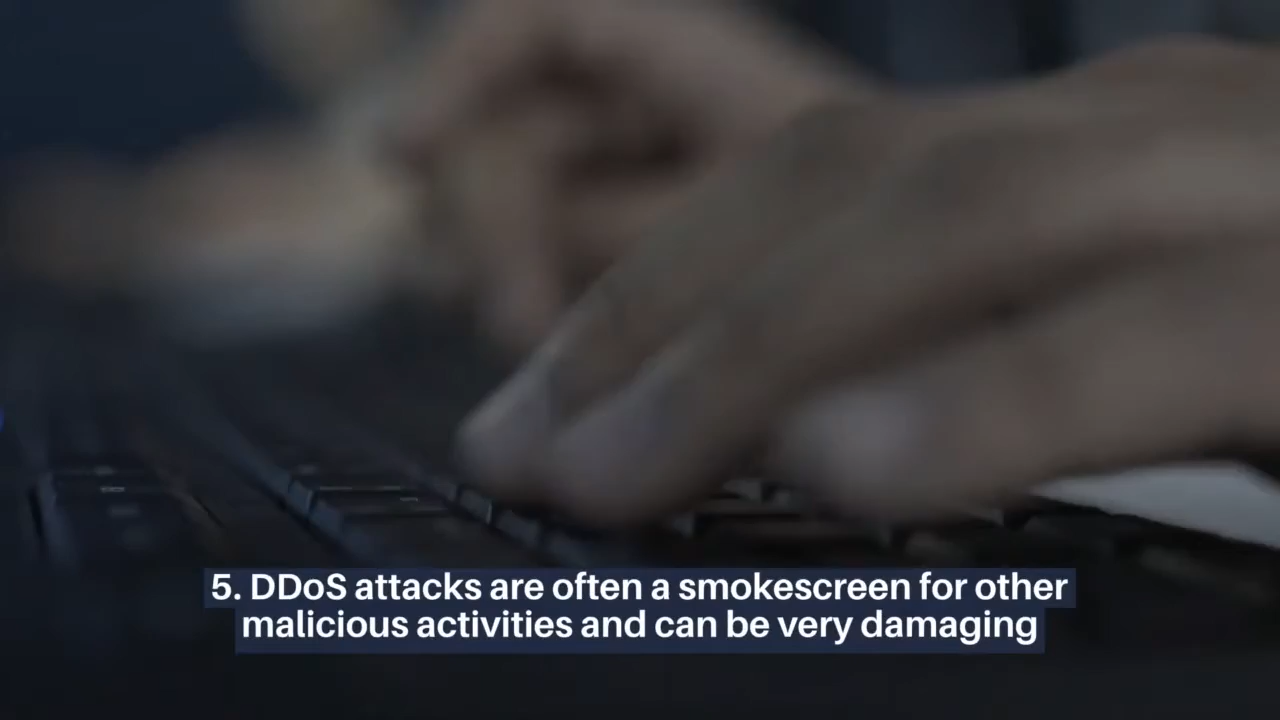 5. DDoS attacks are often a smokescreen for other
malicious activities and can be very damaging